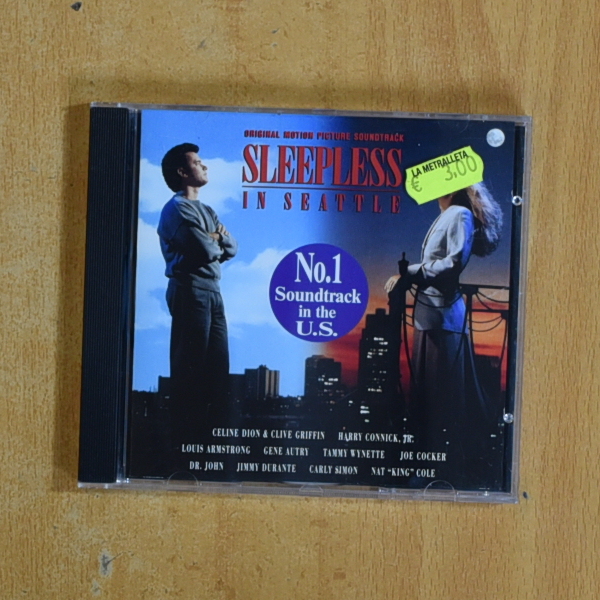 ORIGINAL MOTION PICTURE SOUNDTRACK
SLEEPLESS
IN SEATTLE
LA METRALLETA
€ 3.00
No.1
Soundtrack
in the
U.S.
CELINE DION & CLIVE GRIFFIN HARRY CONNICK, JR.
LOUIS ARMSTRONG GENE AUTRY TAMMY WYNETTE JOE COCKER
DR. JOHN JIMMY DURANTE CARLY SIMON NAT "KING" COLE